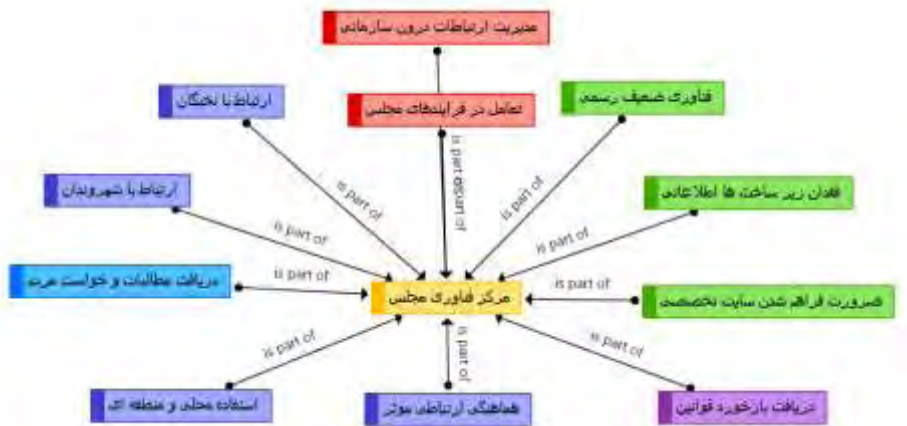 مدیریت ارتباطات درون سازمانی
ارتباط با نخبگان
تعامل در فرایندهای مجلس
فناوری ضعیف رسمی
is part of
is part of
is part of
is part of
ارتباط با شهروندان
فقدان زیر ساخت ها اطلاعاتی
is part of
is part of
دریافت مطالبات و خواست مردم
is part of
مرکز فناوری مجلس
is part of
ضرورت فراهم شدن سایت تخصصی
is part of
is part of
is part of
استفاده محلی و منطقه ای
هماهنگی ارتباطی موثر
دریافت بازخورد قوانین